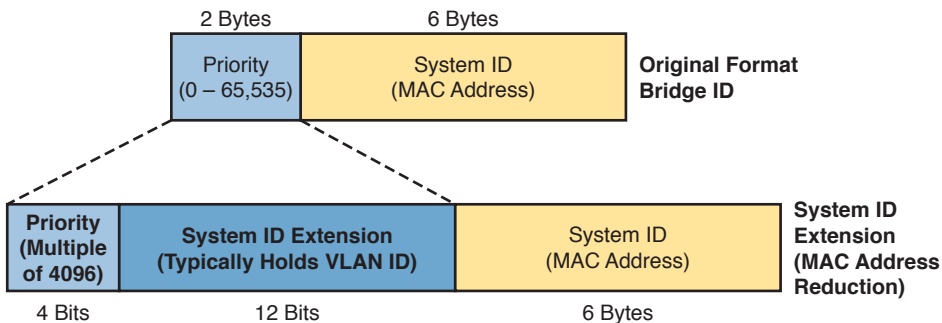 2 Bytes
6 Bytes
Priority
(0 – 65,535)
System ID
(MAC Address)
Original Format
Bridge ID
Priority
(Multiple
of 4096)
System ID Extension
(Typically Holds VLAN ID)
System ID
(MAC Address)
System ID
Extension
(MAC Address
Reduction)
4 Bits
12 Bits
6 Bytes